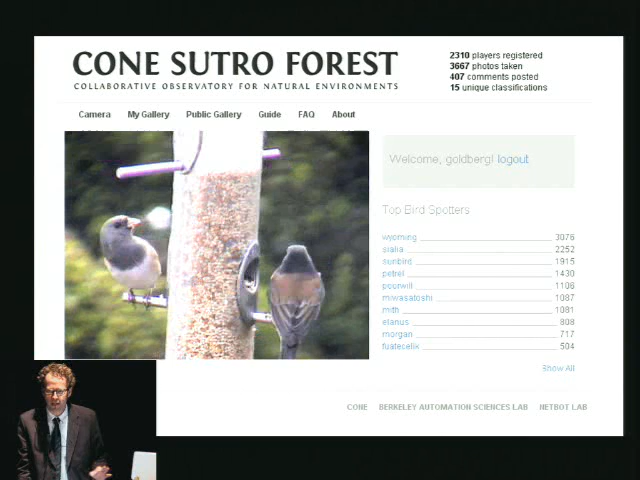 CONE SUTRO FOREST
COLLABORATIVE OBSERVATORY FOR NATURAL ENVIRONMENTS
2310 players registered
3667 photos taken
407 comments posted
15 unique classifications
Camera My Gallery Public Gallery Guide FAQ About
Welcome, goldberg! logout
Top Bird Spotters
wyoming 3076
sialia 2252
sunbird 1915
petrel 1430
poorwill 1106
miwasatoshi 1087
mith 1081
elanus 808
morgan 717
fuatecelik 504
Show All
CONE BERKELEY AUTOMATION SCIENCES LAB NETBOT LAB